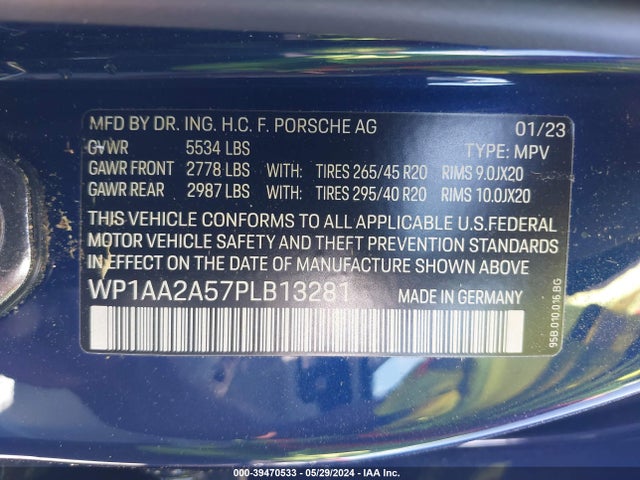 MFD BY DR. ING. H.C. F. PORSCHE AG 01/23
GVWR 5534 LBS TYPE: MPV
GAWR FRONT 2778 LBS WITH: TIRES 265/45 R20 RIMS 9.0JX20
GAWR REAR 2987 LBS WITH: TIRES 295/40 R20 RIMS 10.0JX20
THIS VEHICLE CONFORMS TO ALL APPLICABLE U.S.FEDERAL
MOTOR VEHICLE SAFETY AND THEFT PREVENTION STANDARDS
IN EFFECT ON THE DATE OF MANUFACTURE SHOWN ABOVE.
WP1AA2A57PLB13281 MADE IN GERMANY
95B.010.016.BG
000-39470533 - 05/29/2024 - IAA Inc.